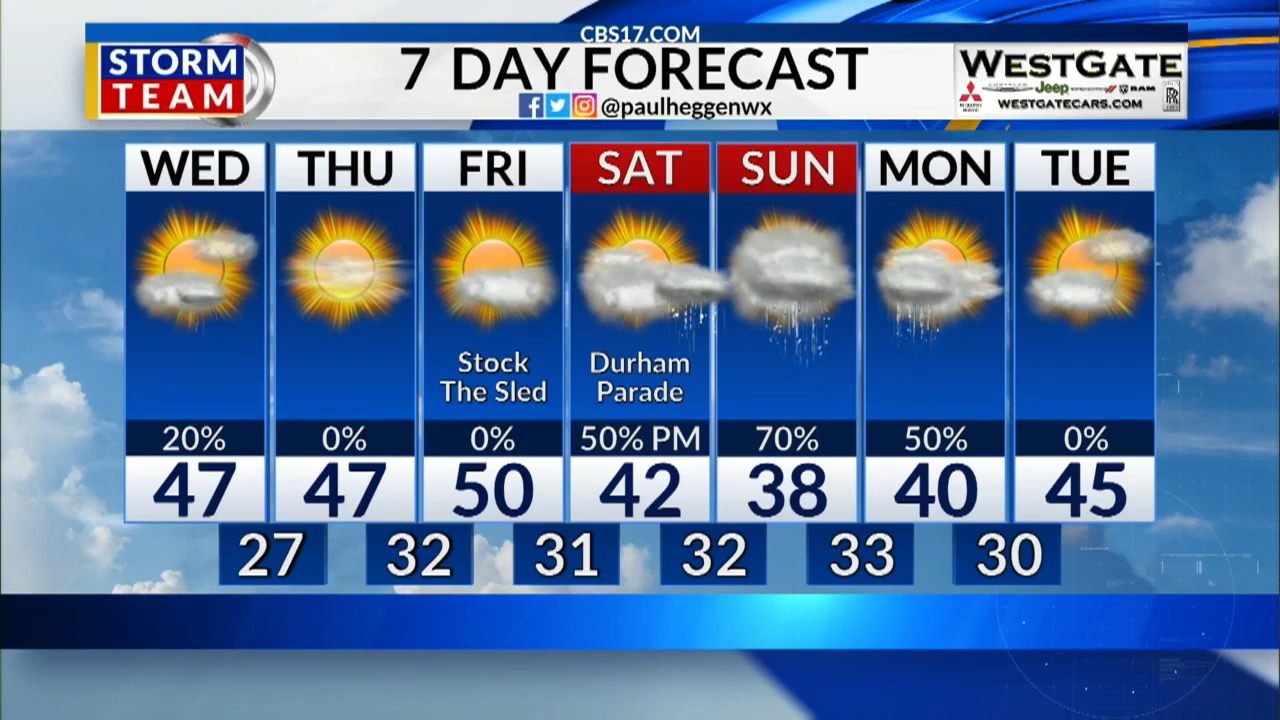 CBS17.COM
STORM
TEAM
7 DAY FORECAST
@paulheggenwx
WESTGATE
CHRYSLER
Jeep
RAM
WESTGATECARS.COM
WED THU FRI SAT SUN MON TUE
Stock
The Sled
Durham
Parade
20% 0% 0% 50% PM 70% 50% 0%
47 47 50 42 38 40 45
27 32 31 32 33 30